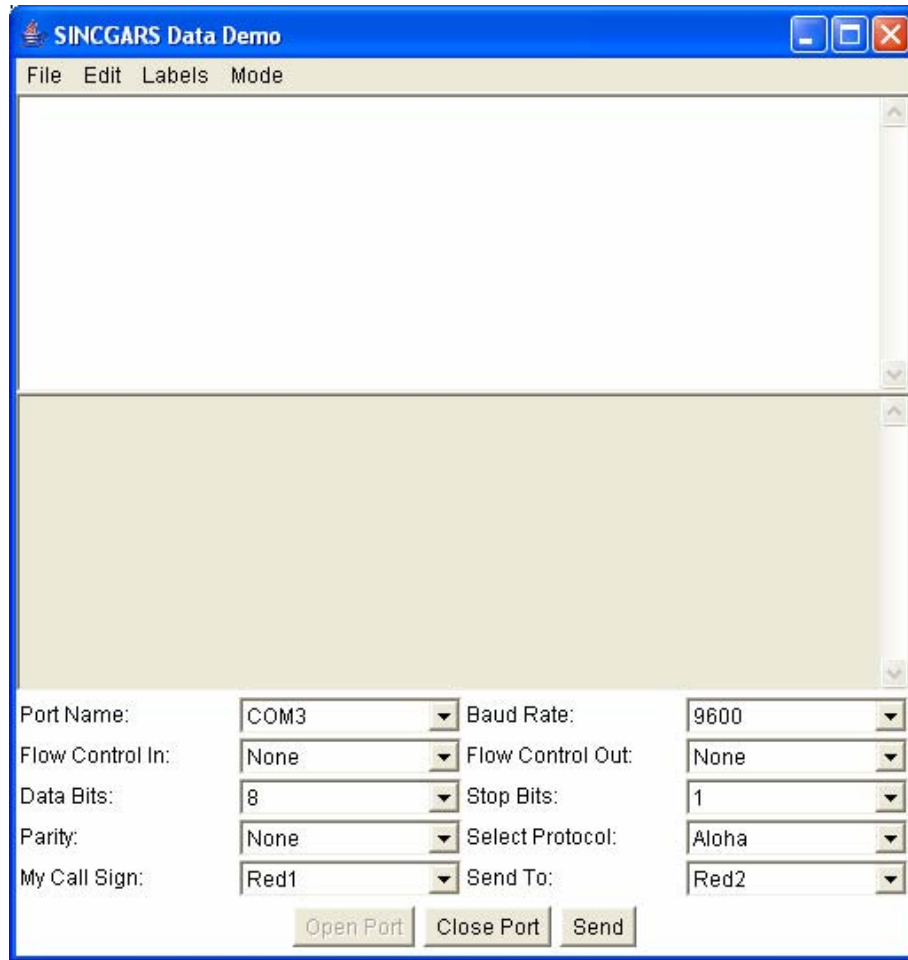 SINCGARS Data Demo
File Edit Labels Mode
Port Name: COM3 Baud Rate: 9600
Flow Control In: None Flow Control Out: None
Data Bits: 8 Stop Bits: 1
Parity: None Select Protocol: Aloha
My Call Sign: Red1 Send To: Red2
Open Port Close Port Send